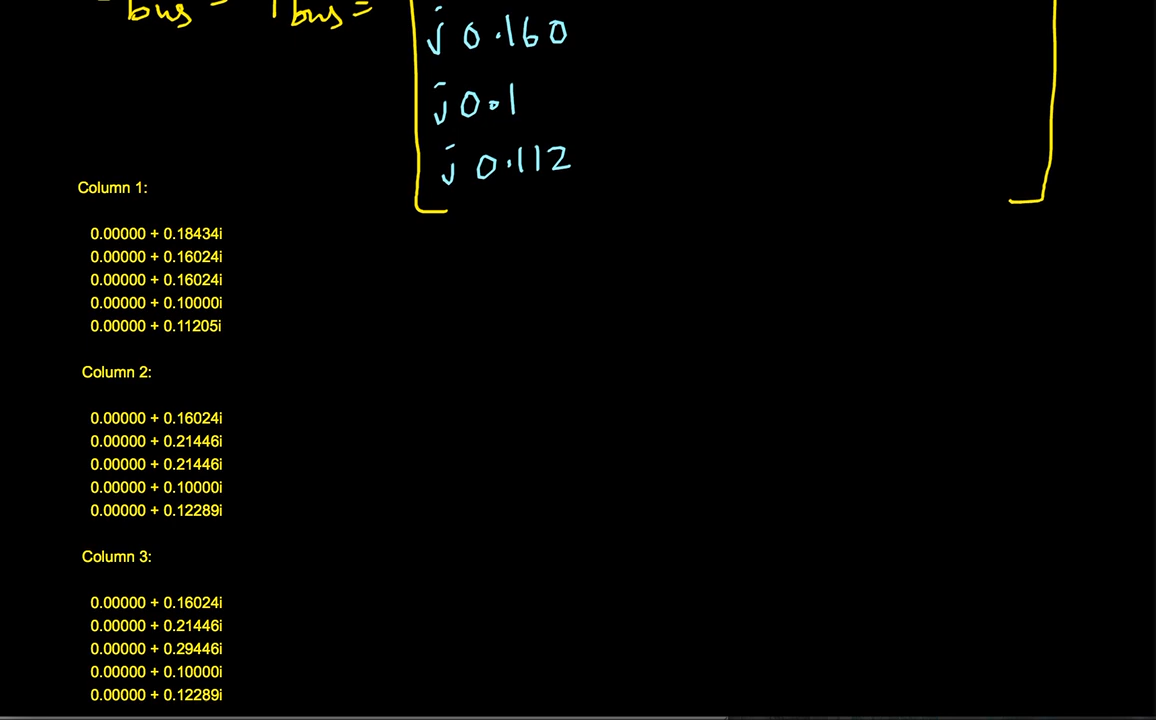 bus = Ybus =
j 0.160
j 0.1
j 0.112
Column 1:
0.00000 + 0.18434i
0.00000 + 0.16024i
0.00000 + 0.16024i
0.00000 + 0.10000i
0.00000 + 0.11205i
Column 2:
0.00000 + 0.16024i
0.00000 + 0.21446i
0.00000 + 0.21446i
0.00000 + 0.10000i
0.00000 + 0.12289i
Column 3:
0.00000 + 0.16024i
0.00000 + 0.21446i
0.00000 + 0.29446i
0.00000 + 0.10000i
0.00000 + 0.12289i